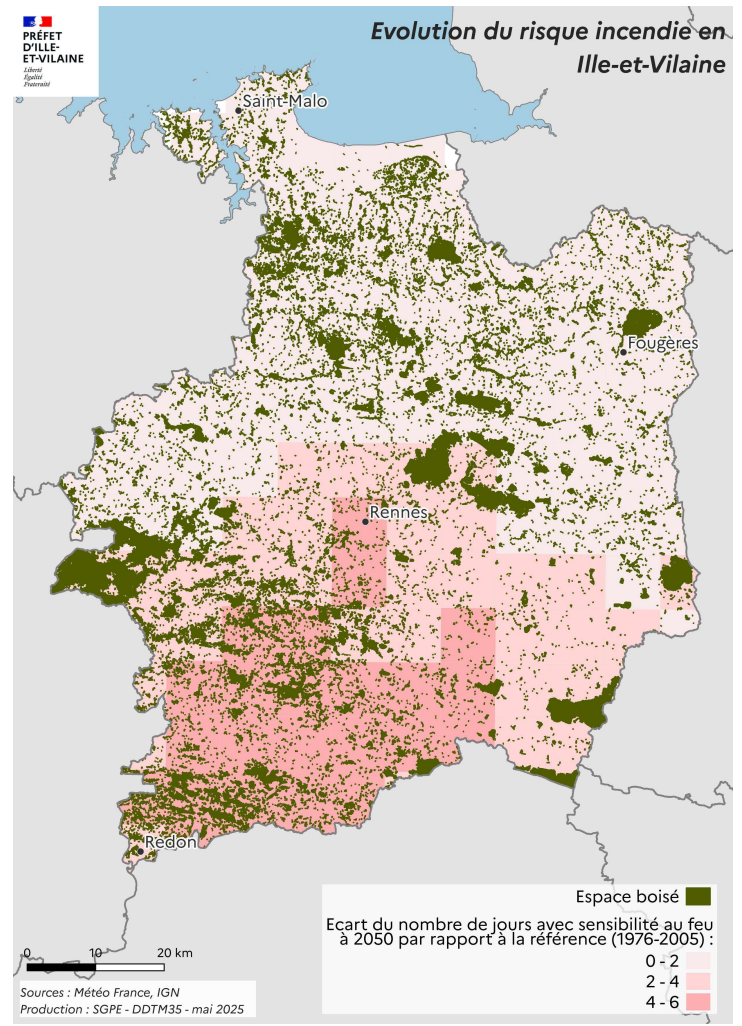 PRÉFET
D'ILLE-
ET-VILAINE
Liberté
Égalité
Fraternité
Evolution du risque incendie en
Ille-et-Vilaine
Saint-Malo
Fougères
Rennes
Redon
Espace boisé
Ecart du nombre de jours avec sensibilité au feu
à 2050 par rapport à la référence (1976-2005) :
0 - 2
2 - 4
4 - 6
0 10 20 km
Sources : Météo France, IGN
Production : SGPE - DDTM35 - mai 2025